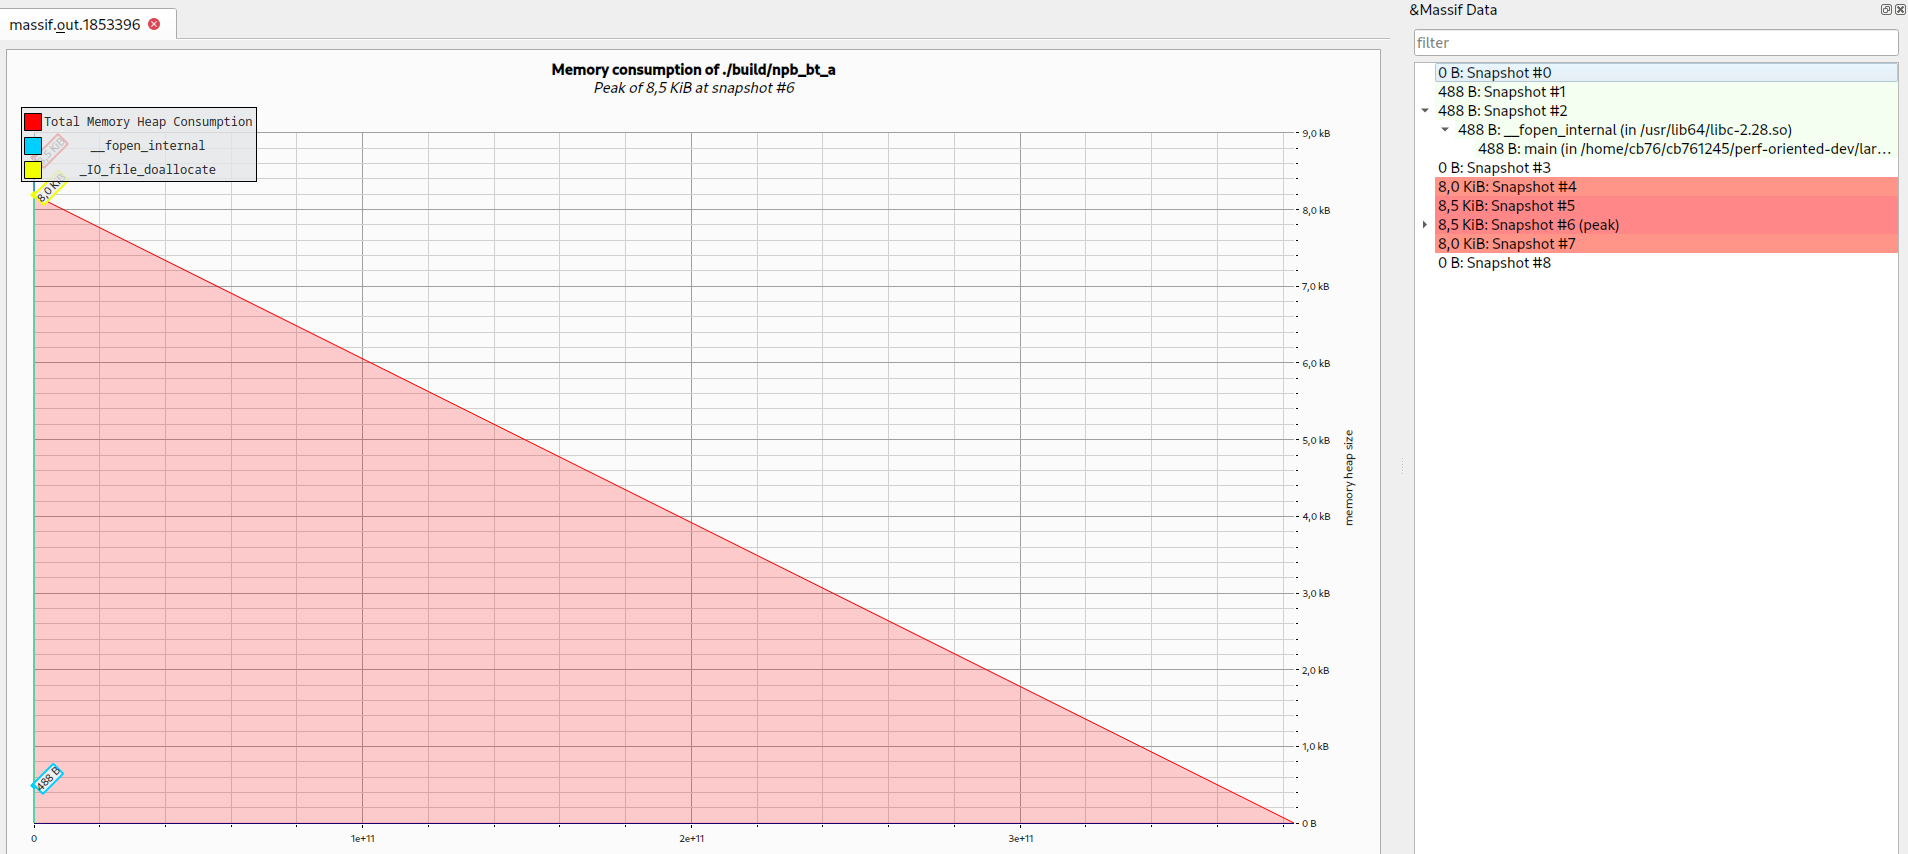 massif.out.1853396
Memory consumption of ./build/npb_bt_a
Peak of 8,5 KiB at snapshot #6
Total Memory Heap Consumption
__fopen_internal
_IO_file_doallocate
8,5 KiB
8,0 KiB
488 B
9,0 kB
8,0 kB
7,0 kB
6,0 kB
5,0 kB
4,0 kB
3,0 kB
2,0 kB
1,0 kB
0 B
memory heap size
0
1e+11
2e+11
3e+11
&Massif Data
filter
0 B: Snapshot #0
488 B: Snapshot #1
488 B: Snapshot #2
488 B: __fopen_internal (in /usr/lib64/libc-2.28.so)
488 B: main (in /home/cb76/cb761245/perf-oriented-dev/lar...
0 B: Snapshot #3
8,0 KiB: Snapshot #4
8,5 KiB: Snapshot #5
8,5 KiB: Snapshot #6 (peak)
8,0 KiB: Snapshot #7
0 B: Snapshot #8